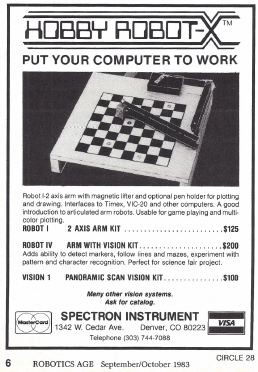 HOBBY ROBOT-X™
PUT YOUR COMPUTER TO WORK
Robot I-2 axis arm with magnetic lifter and optional pen holder for plotting
and drawing. Interfaces to Timex, VIC-20 and other computers. A good
introduction to articulated arm robots. Usable for game playing and multi-
color plotting.
ROBOT I 2 AXIS ARM KIT . . . . . . . . . . . . . . . . . . . . . . . . . $125
ROBOT IV ARM WITH VISION KIT . . . . . . . . . . . . . . . . . . $200
Adds ability to detect markers, follow lines and mazes, experiment with
pattern and character recognition. Perfect for science fair project.
VISION 1 PANORAMIC SCAN VISION KIT . . . . . . . . . . . . . $100
Many other vision systems.
Ask for catalog.
SPECTRON INSTRUMENT
MasterCard
1342 W. Cedar Ave. Denver, CO 80223
VISA
Telephone (303) 744-7088
CIRCLE 28
6 ROBOTICS AGE September/October 1983